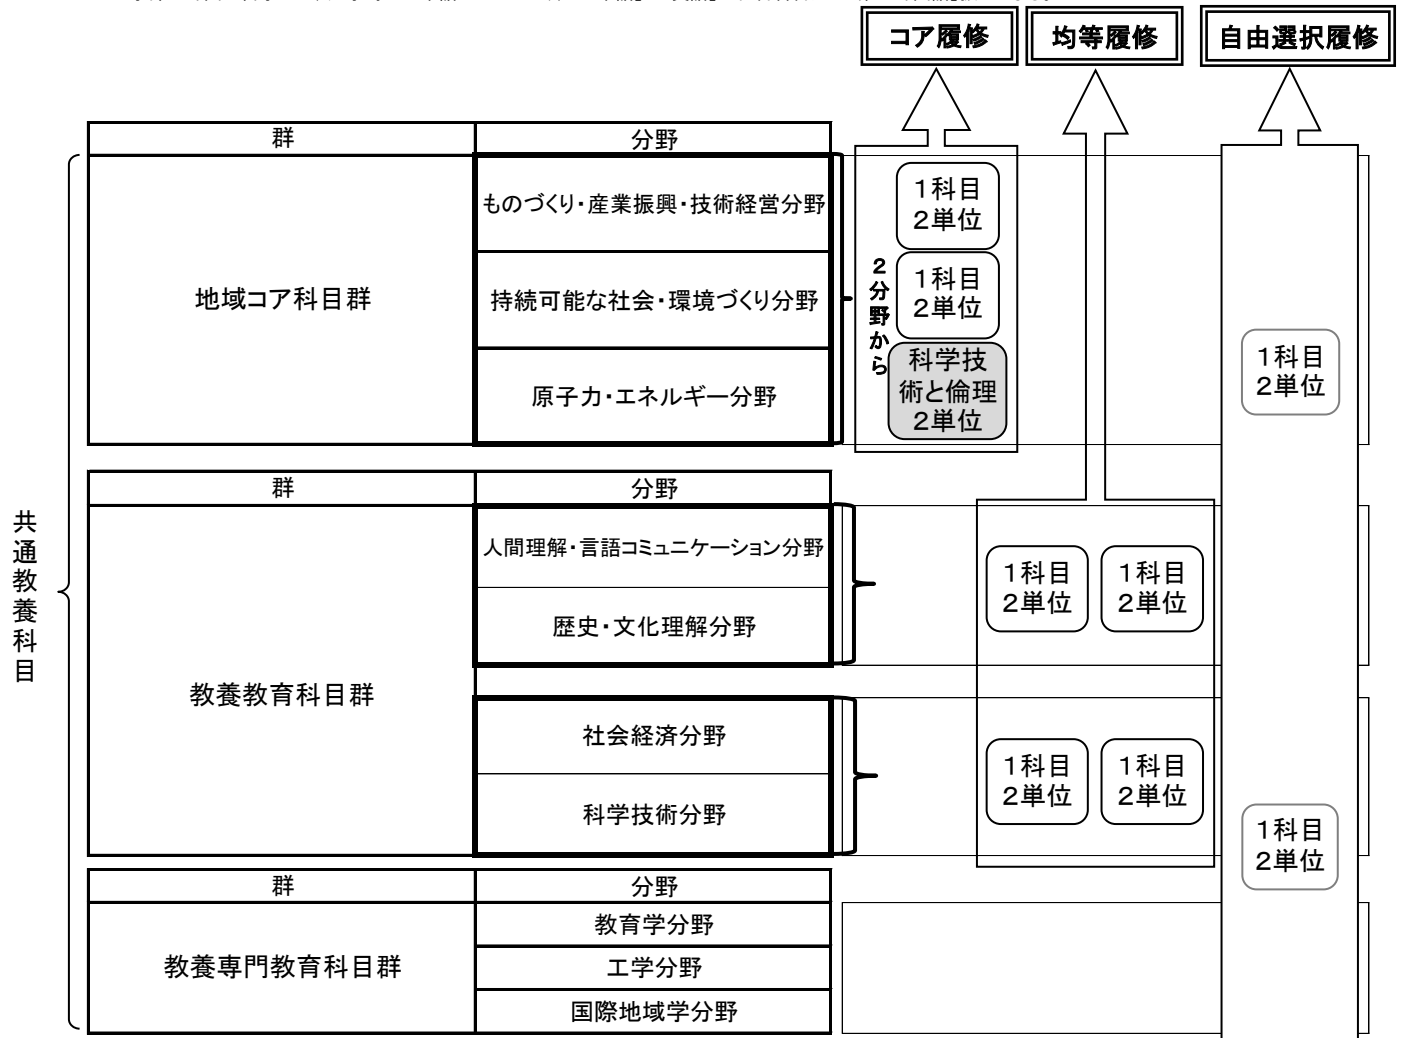 コア履修
均等履修
自由選択履修
群
分野
地域コア科目群
ものづくり・産業振興・技術経営分野
持続可能な社会・環境づくり分野
原子力・エネルギー分野
2分野から
1科目
2単位
1科目
2単位
科学技
術と倫理
2単位
1科目
2単位
共通教養科目
群
分野
教養教育科目群
人間理解・言語コミュニケーション分野
歴史・文化理解分野
1科目
2単位
1科目
2単位
社会経済分野
科学技術分野
1科目
2単位
1科目
2単位
1科目
2単位
群
分野
教養専門教育科目群
教育学分野
工学分野
国際地域学分野